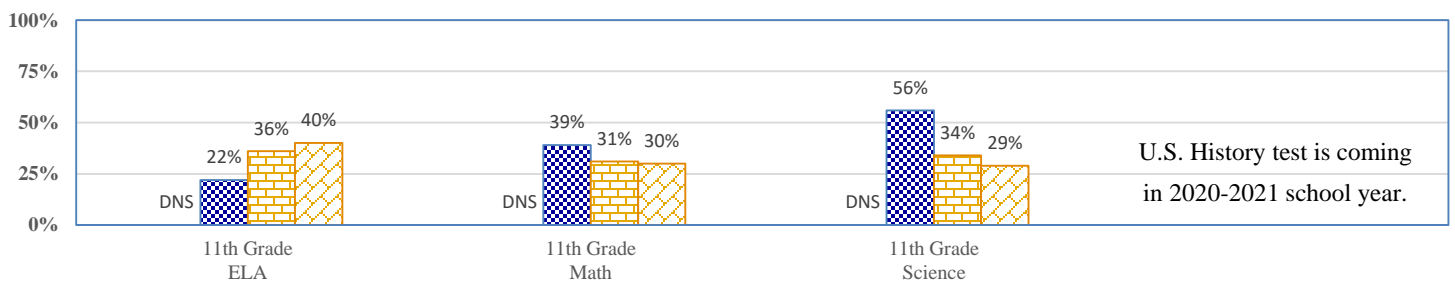 100%
75%
50%
25%
0%
DNS
22%
36%
40%
DNS
39%
31%
30%
DNS
56%
34%
29%
11th Grade
ELA
11th Grade
Math
11th Grade
Science
U.S. History test is coming
in 2020-2021 school year.